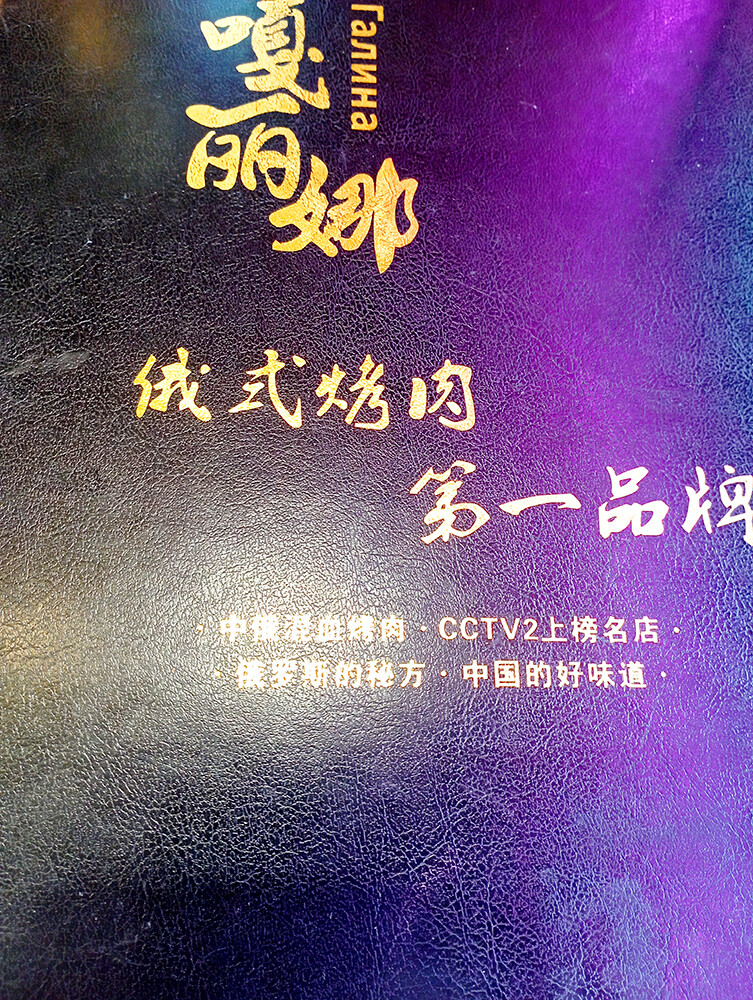 嘎丽娜
Галина
俄式烤肉
第一品牌
·中俄混血烤肉·CCTV2上榜名店·
·俄罗斯的秘方·中国的好味道·